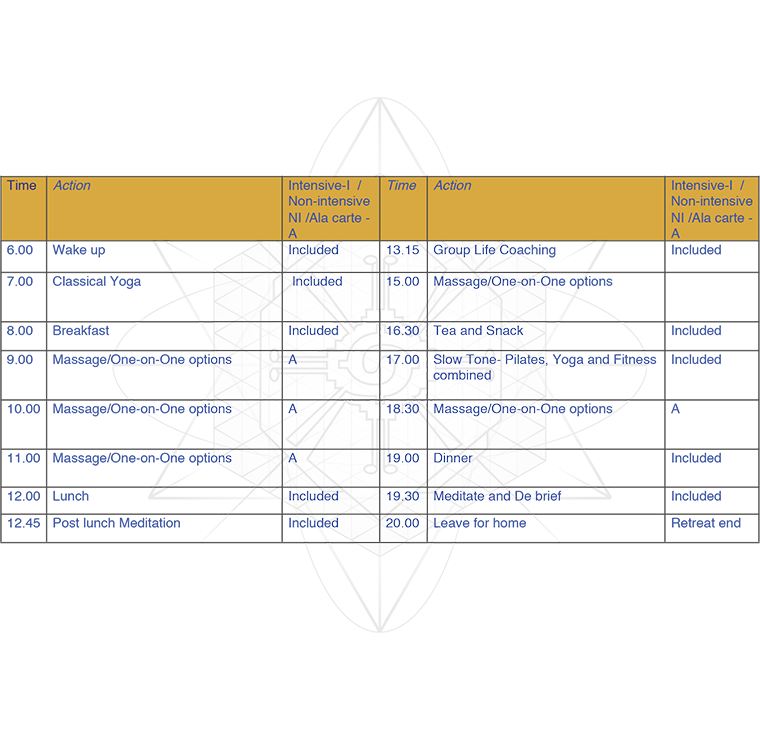 Time Action Intensive-I / Non-intensive NI /Ala carte - A Time Action Intensive-I / Non-intensive NI /Ala carte - A
6.00 Wake up Included 13.15 Group Life Coaching Included
7.00 Classical Yoga Included 15.00 Massage/One-on-One options
8.00 Breakfast Included 16.30 Tea and Snack Included
9.00 Massage/One-on-One options A 17.00 Slow Tone- Pilates, Yoga and Fitness combined Included
10.00 Massage/One-on-One options A 18.30 Massage/One-on-One options A
11.00 Massage/One-on-One options A 19.00 Dinner Included
12.00 Lunch Included 19.30 Meditate and De brief Included
12.45 Post lunch Meditation Included 20.00 Leave for home Retreat end